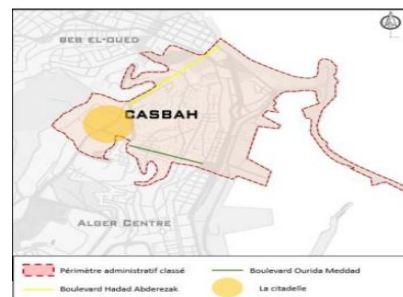 BEB EL-OUED
CASBAH
ALGER CENTRE
Périmètre administratif classé
Boulevard Ourida Meddad
Boulevard Hadad Abderezak
La citadelle